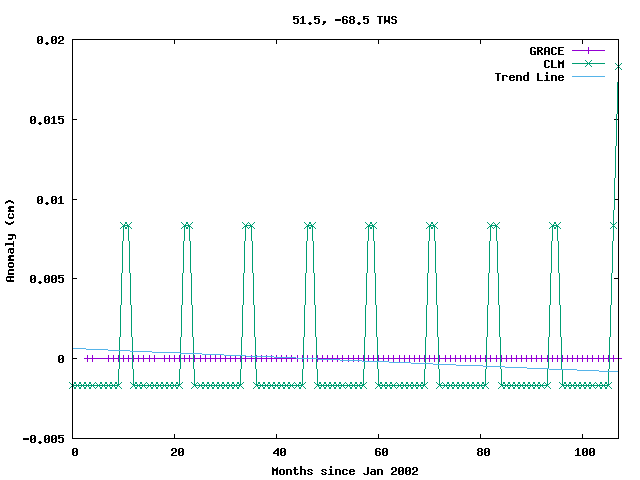 51.5, -68.5 TWS
GRACE
CLM
Trend Line
0.02
0.015
0.01
0.005
0
-0.005
Anomaly (cm)
0 20 40 60 80 100
Months since Jan 2002